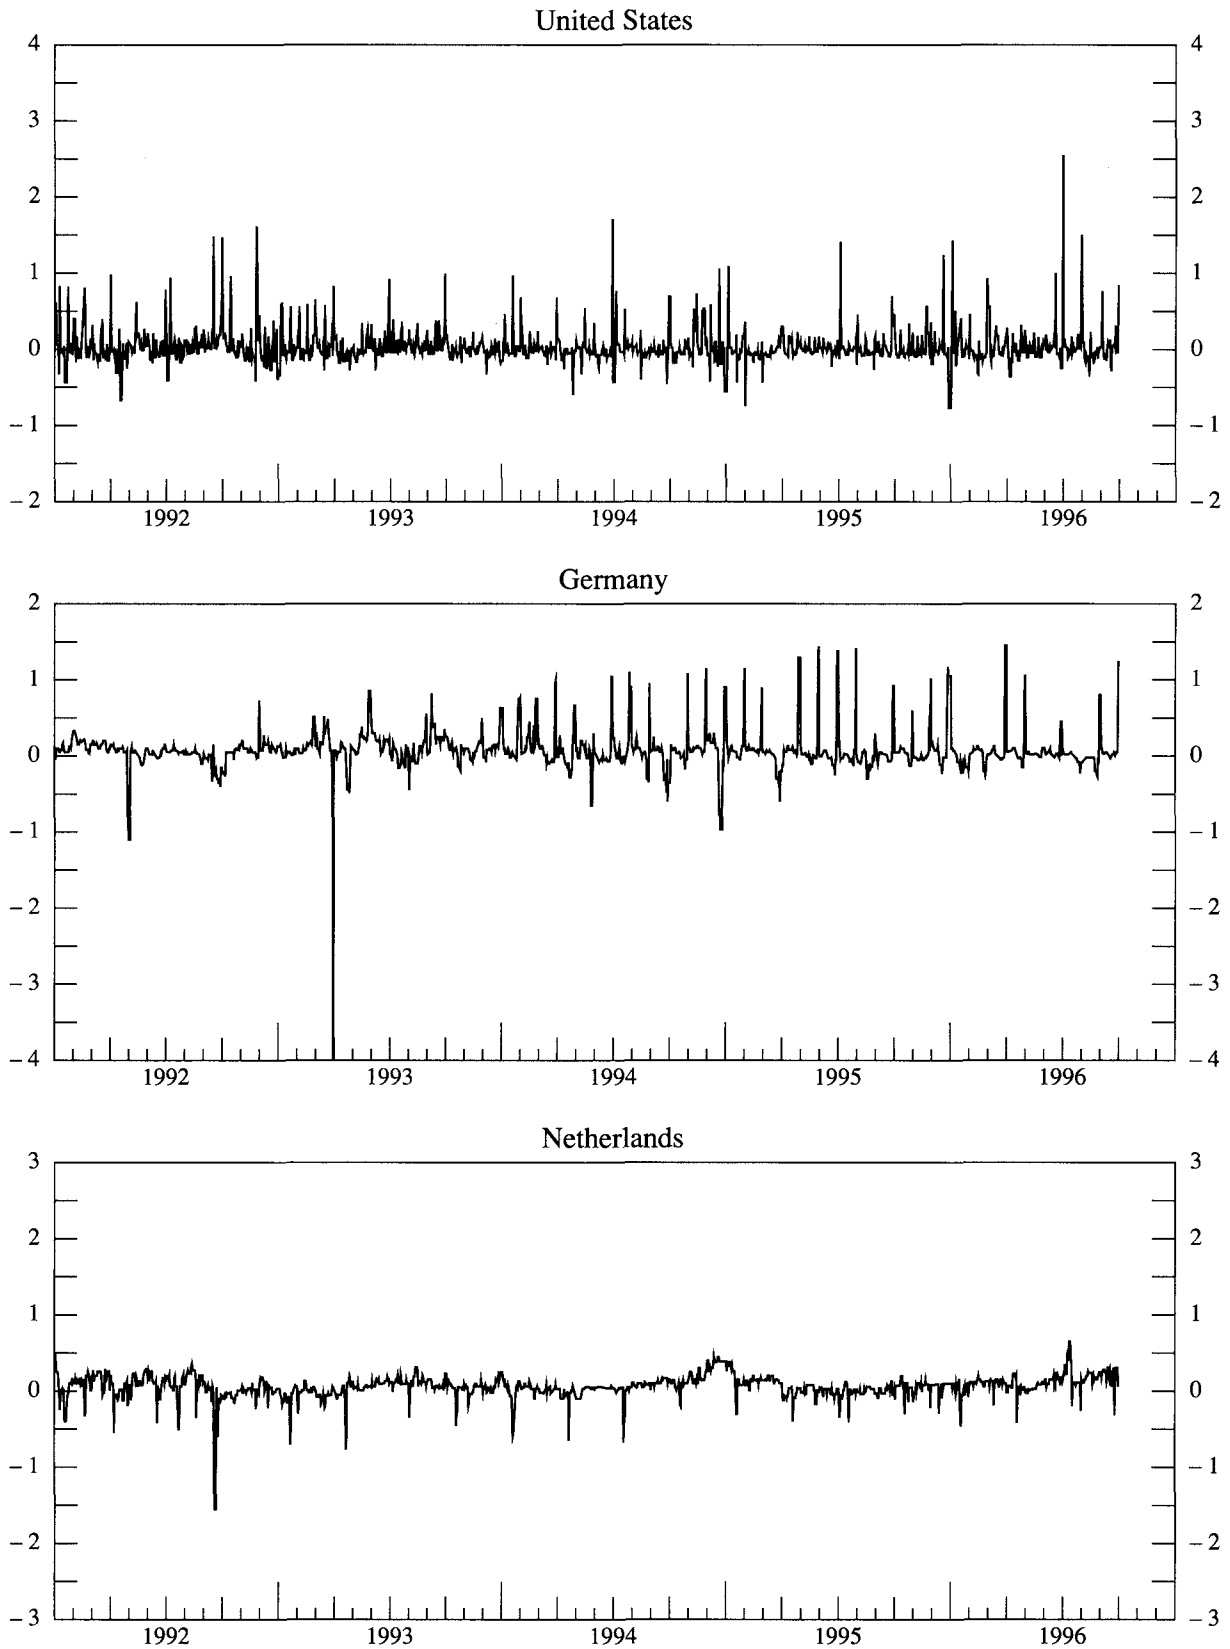 United States
4 4
3 3
2 2
1 1
0 0
– 1 – 1
– 2 – 2
1992 1993 1994 1995 1996
Germany
2 2
1 1
0 0
– 1 – 1
– 2 – 2
– 3 – 3
– 4 – 4
1992 1993 1994 1995 1996
Netherlands
3 3
2 2
1 1
0 0
– 1 – 1
– 2 – 2
– 3 – 3
1992 1993 1994 1995 1996